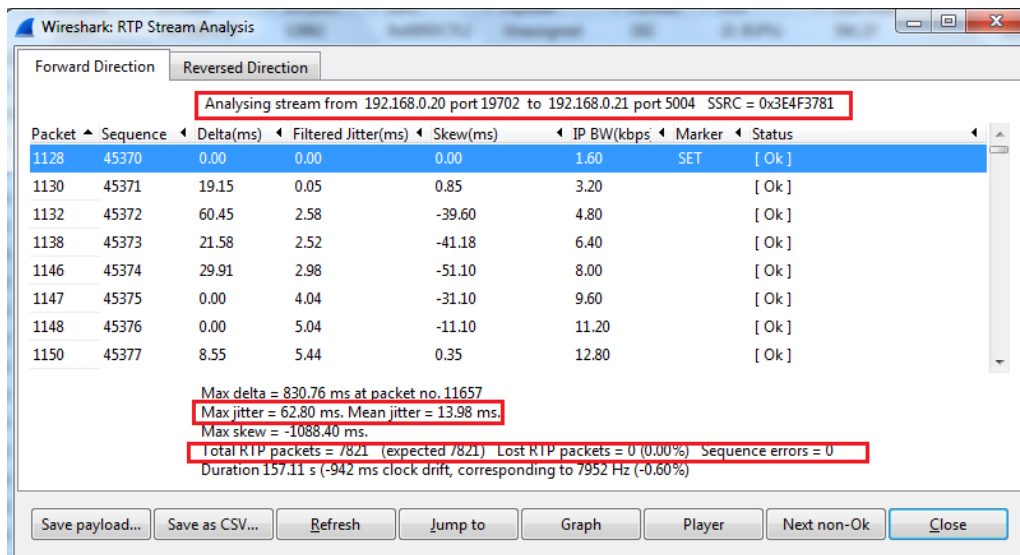 Wireshark: RTP Stream Analysis
Forward Direction Reversed Direction
Analysing stream from 192.168.0.20 port 19702 to 192.168.0.21 port 5004 SSRC = 0x3E4F3781
Packet Sequence Delta(ms) Filtered Jitter(ms) Skew(ms) IP BW(kbps) Marker Status
1128 45370 0.00 0.00 0.00 1.60 SET [ Ok ]
1130 45371 19.15 0.05 0.85 3.20 [ Ok ]
1132 45372 60.45 2.58 -39.60 4.80 [ Ok ]
1138 45373 21.58 2.52 -41.18 6.40 [ Ok ]
1146 45374 29.91 2.98 -51.10 8.00 [ Ok ]
1147 45375 0.00 4.04 -31.10 9.60 [ Ok ]
1148 45376 0.00 5.04 -11.10 11.20 [ Ok ]
1150 45377 8.55 5.44 0.35 12.80 [ Ok ]
Max delta = 830.76 ms at packet no. 11657
Max jitter = 62.80 ms. Mean jitter = 13.98 ms.
Max skew = -1088.40 ms.
Total RTP packets = 7821 (expected 7821) Lost RTP packets = 0 (0.00%) Sequence errors = 0
Duration 157.11 s (-942 ms clock drift, corresponding to 7952 Hz (-0.60%)
Save payload... Save as CSV... Refresh Jump to Graph Player Next non-Ok Close